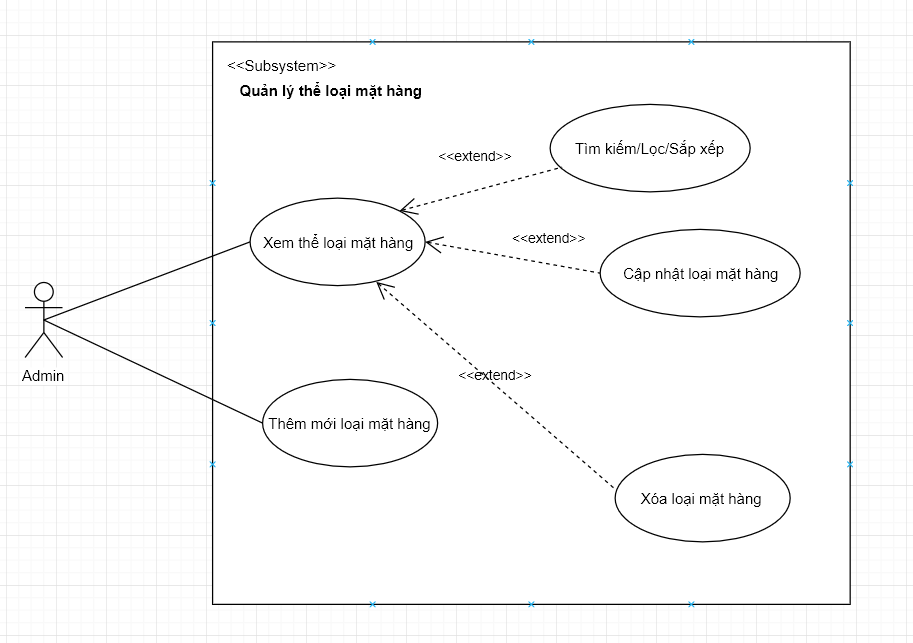 <<Subsystem>>
Quản lý thể loại mặt hàng
Tìm kiếm/Lọc/Sắp xếp
<<extend>>
Xem thể loại mặt hàng
<<extend>>
Cập nhật loại mặt hàng
Admin
<<extend>>
Thêm mới loại mặt hàng
Xóa loại mặt hàng